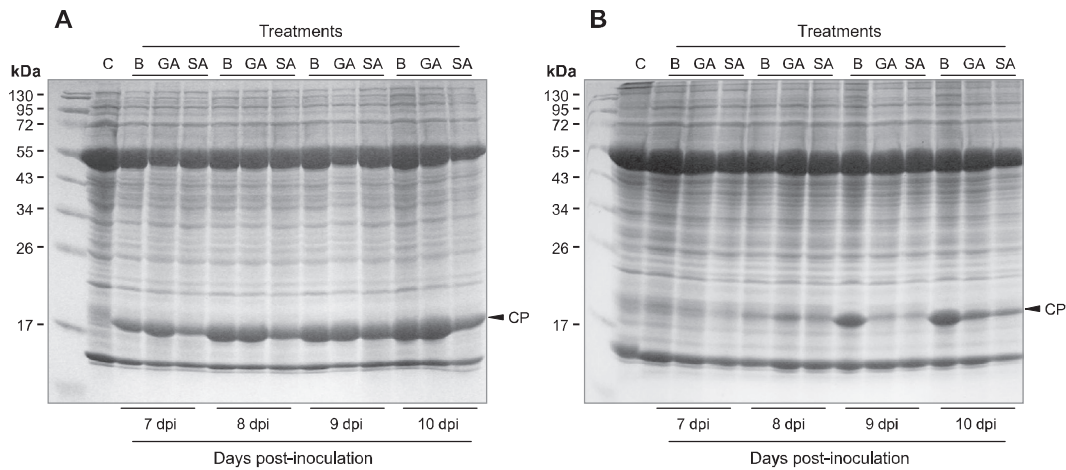 A
Treatments
kDa C B GA SA B GA SA B GA SA B GA SA
130
95
72
55
43
34
26
17
CP
7 dpi 8 dpi 9 dpi 10 dpi
Days post-inoculation
B
Treatments
kDa C B GA SA B GA SA B GA SA B GA SA
130
95
72
55
43
34
26
17
CP
7 dpi 8 dpi 9 dpi 10 dpi
Days post-inoculation